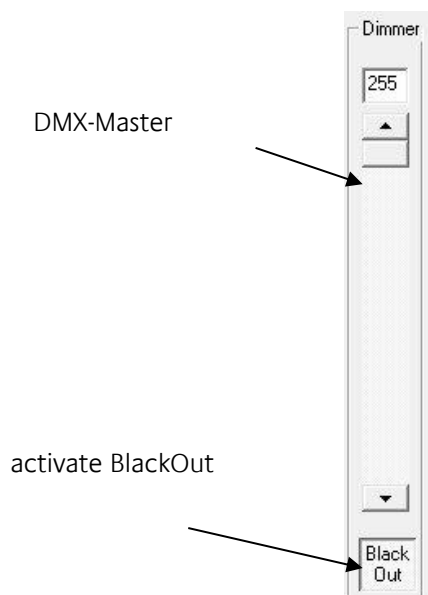 Dimmer
255
DMX-Master
activate BlackOut
Black
Out